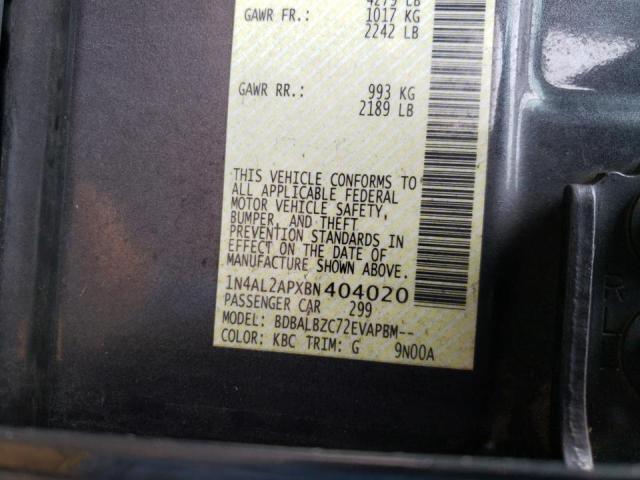 4279 LB
GAWR FR.: 1017 KG
2242 LB
GAWR RR.: 993 KG
2189 LB
THIS VEHICLE CONFORMS TO
ALL APPLICABLE FEDERAL
MOTOR VEHICLE SAFETY,
BUMPER, AND THEFT
PREVENTION STANDARDS IN
EFFECT ON THE DATE OF
MANUFACTURE SHOWN ABOVE.
1N4AL2APXBN404020
PASSENGER CAR 299
MODEL: BDBALBZC72EVAPBM--
COLOR: KBC TRIM: G 9N00A
R
L